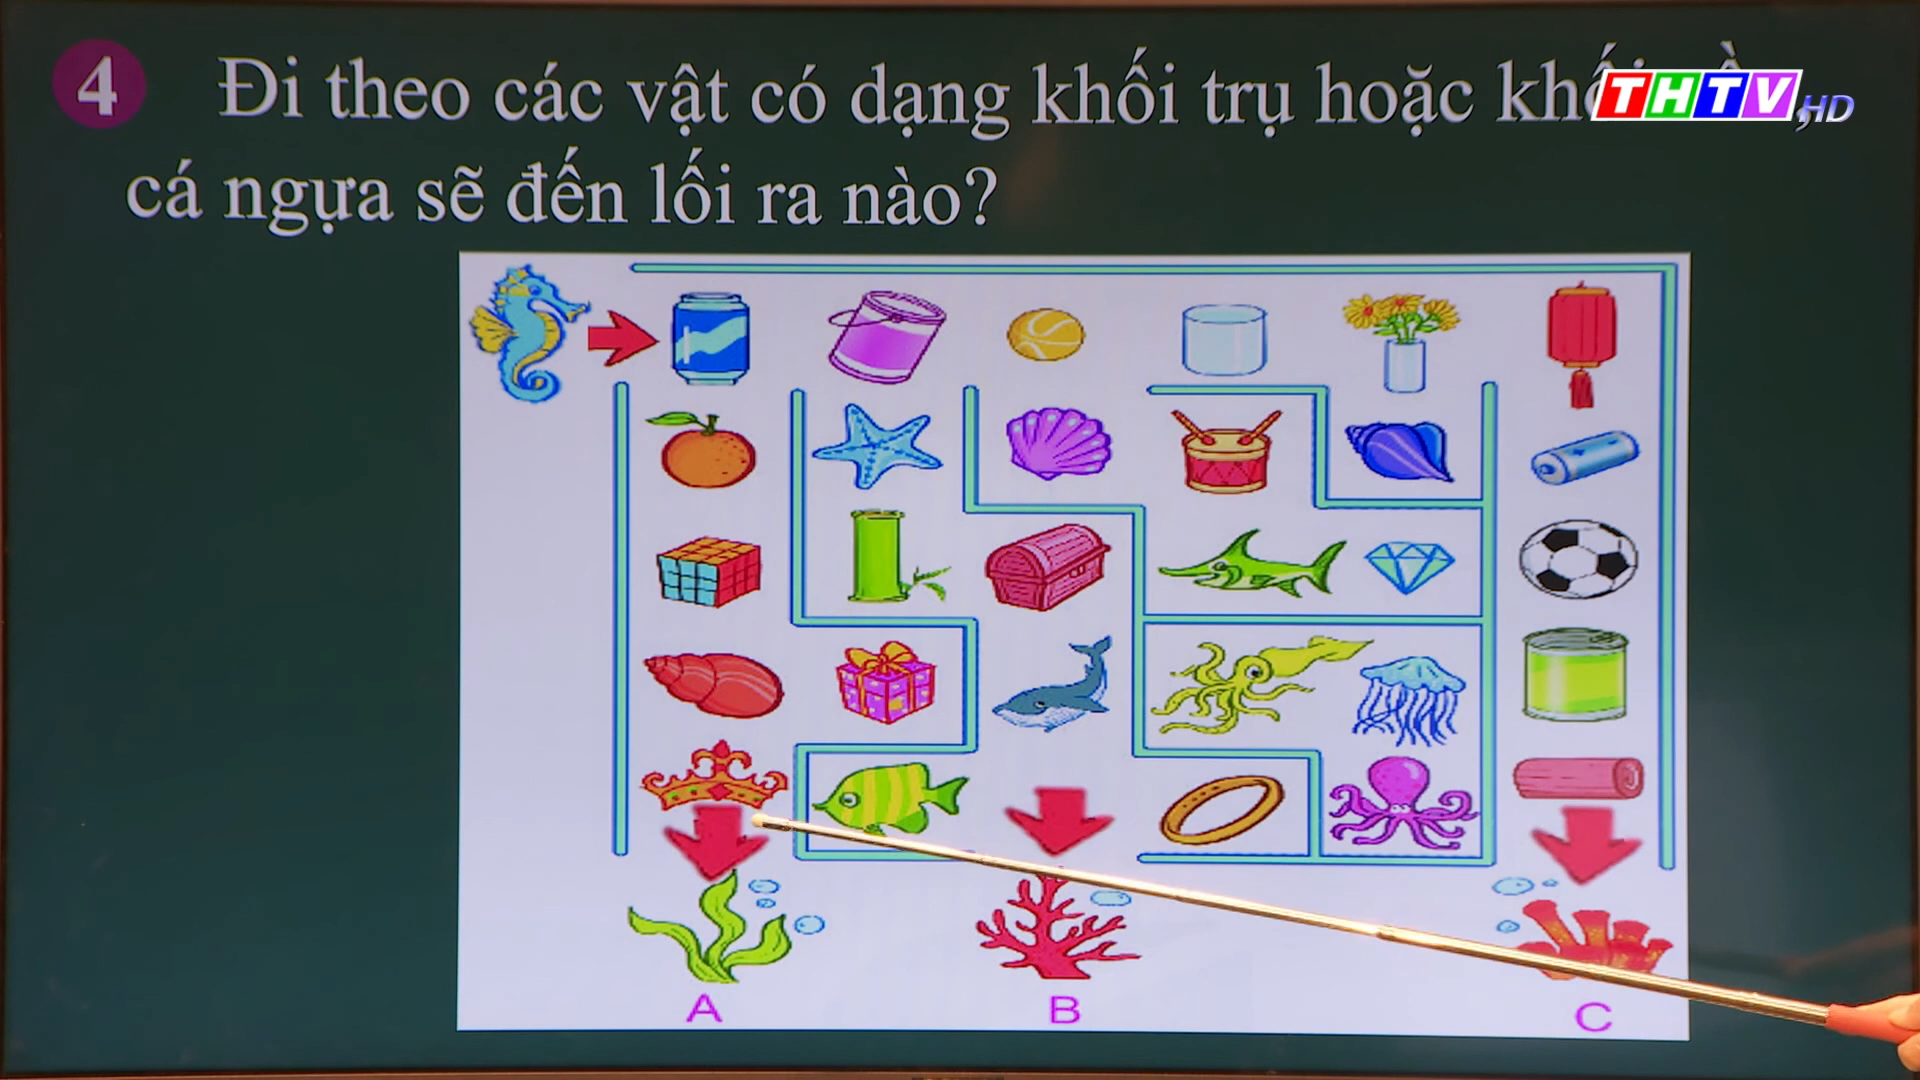 4 Đi theo các vật có dạng khối trụ hoặc
THTV HD
cá ngựa sẽ đến lối ra nào?
A B C